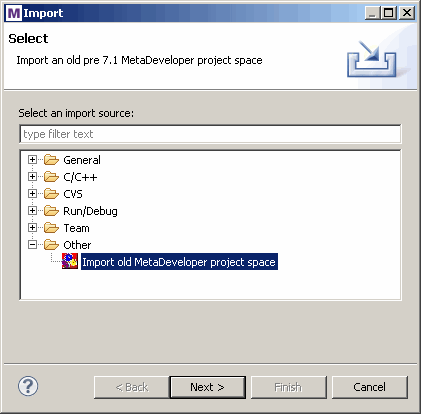 M Import
Select
Import an old pre 7.1 MetaDeveloper project space
Select an import source:
type filter text
General
C/C++
CVS
Run/Debug
Team
Other
Import old MetaDeveloper project space
? < Back Next > Finish Cancel